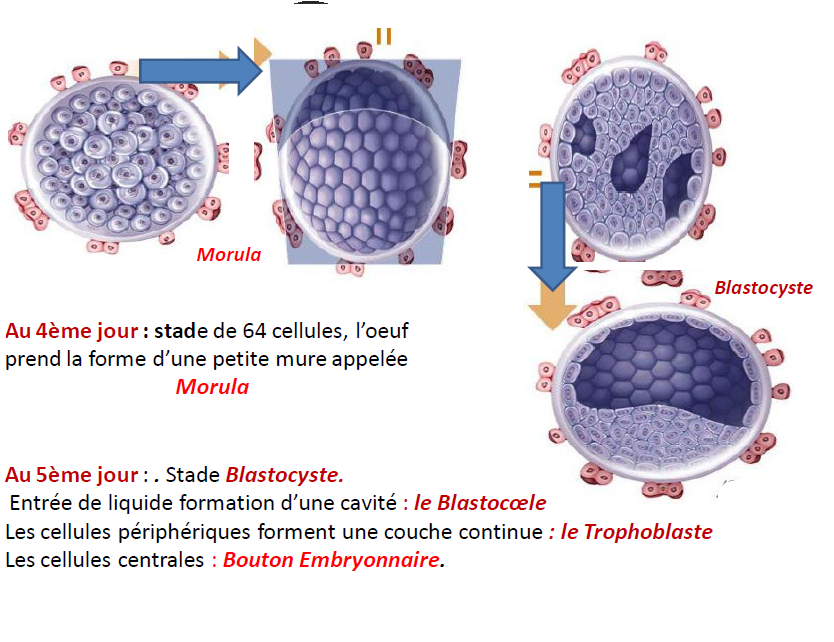 Morula
Blastocyste
Au 4ème jour : stade de 64 cellules, l’oeuf
prend la forme d’une petite mure appelée
Morula
Au 5ème jour : . Stade Blastocyste.
Entrée de liquide formation d’une cavité : le Blastocœle
Les cellules périphériques forment une couche continue : le Trophoblaste
Les cellules centrales : Bouton Embryonnaire.